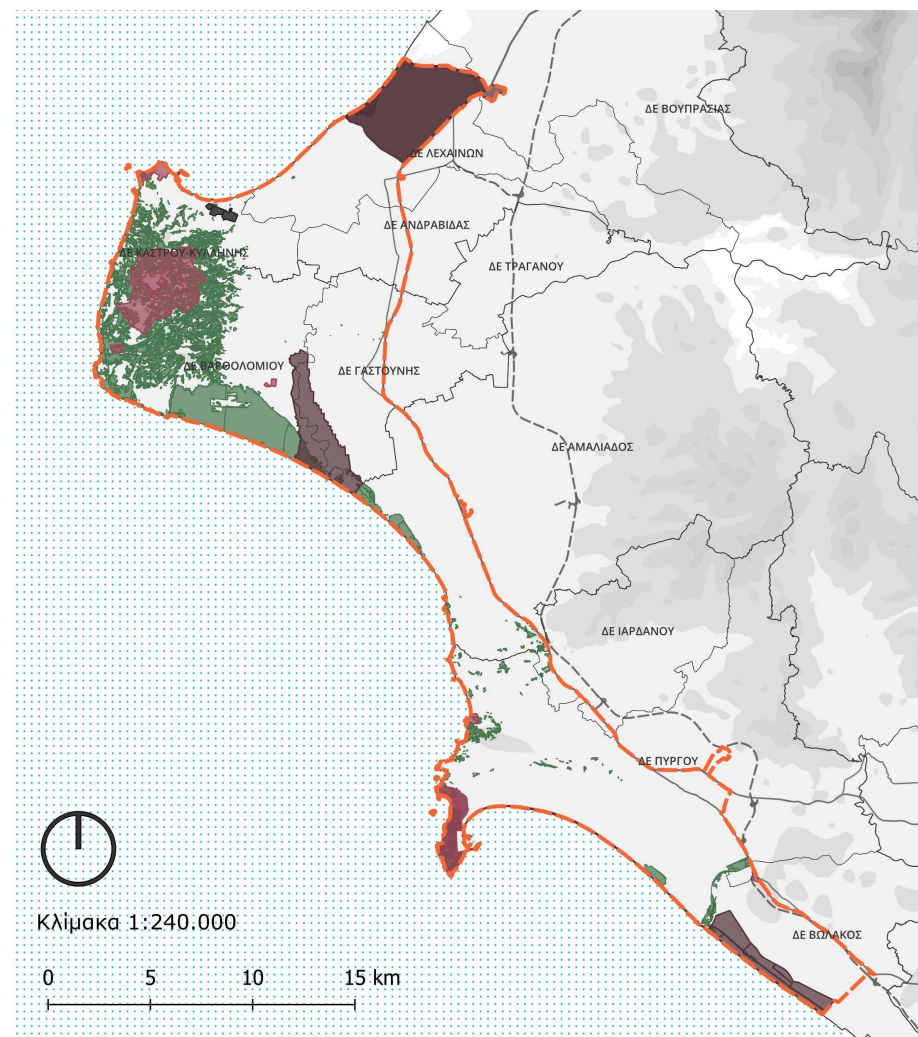 ΔΕ ΒΟΥΠΡΑΣΙΑΣ
ΔΕ ΛΕΧΑΙΝΩΝ
ΔΕ ΑΝΔΡΑΒΙΔΑΣ
ΔΕ ΚΑΣΤΡΟΥ-ΚΥΛΛΗΝΗΣ
ΔΕ ΤΡΑΓΑΝΟΥ
ΔΕ ΒΑΡΘΟΛΟΜΙΟΥ
ΔΕ ΓΑΣΤΟΥΝΗΣ
ΔΕ ΑΜΑΛΙΑΔΟΣ
ΔΕ ΙΑΡΔΑΝΟΥ
ΔΕ ΠΥΡΓΟΥ
Κλίμακα 1:240.000
ΔΕ ΒΩΛΑΚΟΣ
0 5 10 15 km